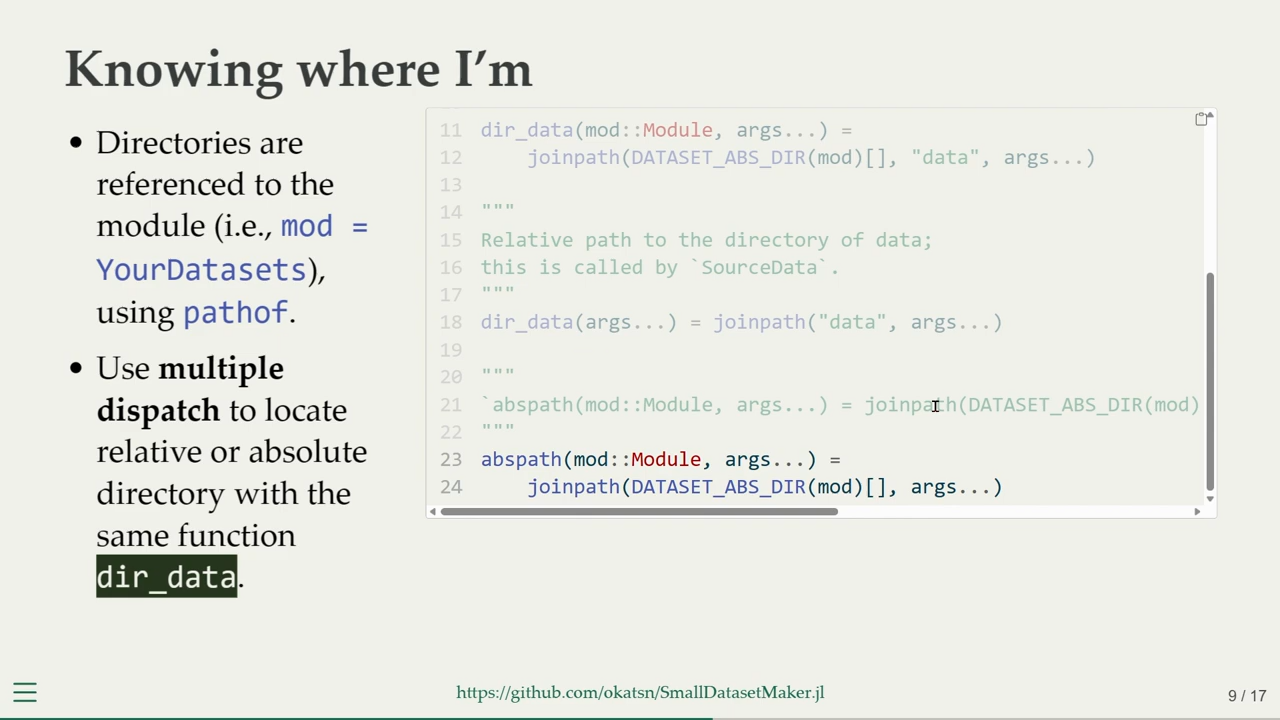 Knowing where I'm
• Directories are
referenced to the
module (i.e., mod =
YourDatasets),
using pathof.
• Use multiple
dispatch to locate
relative or absolute
directory with the
same function
dir_data.
11 dir_data(mod::Module, args...) =
12     joinpath(DATASET_ABS_DIR(mod)[], "data", args...)
13
14 """
15 Relative path to the directory of data;
16 this is called by `SourceData`.
17 """
18 dir_data(args...) = joinpath("data", args...)
19
20 """
21 `abspath(mod::Module, args...) = joinpath(DATASET_ABS_DIR(mod)
22 """
23 abspath(mod::Module, args...) =
24     joinpath(DATASET_ABS_DIR(mod)[], args...)
https://github.com/okatsn/SmallDatasetMaker.jl
9 / 17